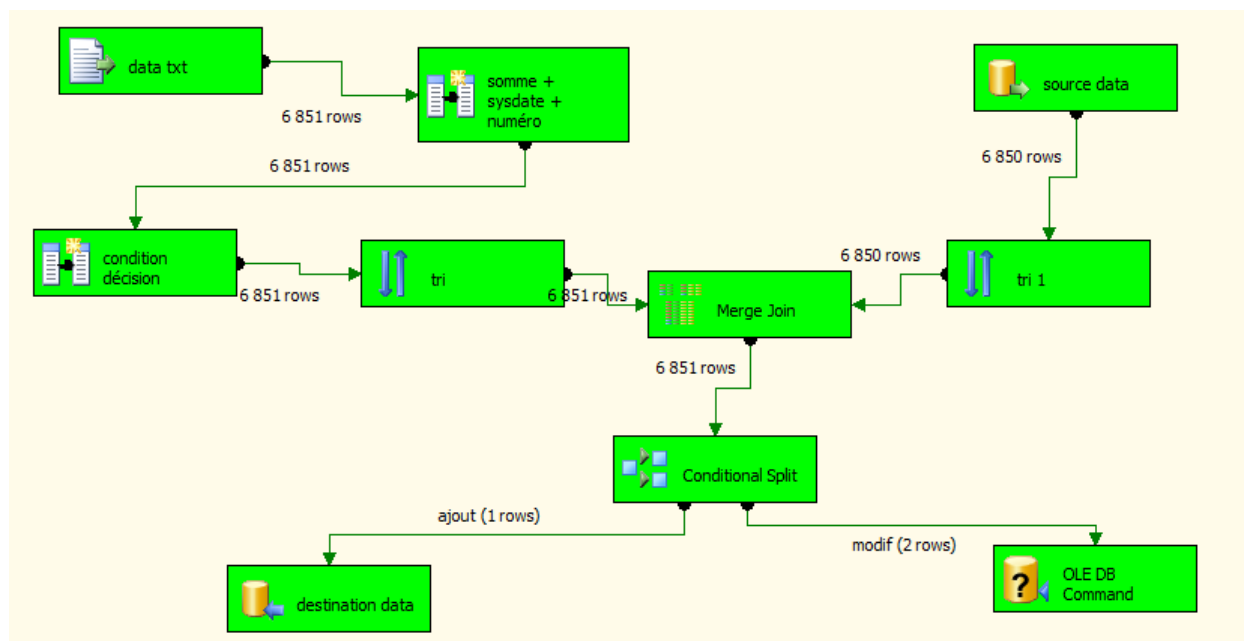 data txt
6 851 rows
somme +
sysdate +
numéro
source data
6 851 rows
6 850 rows
condition
décision
6 851 rows
tri
6 851 rows
Merge Join
6 850 rows
tri 1
6 851 rows
Conditional Split
ajout (1 rows)
modif (2 rows)
destination data
OLE DB
Command
?